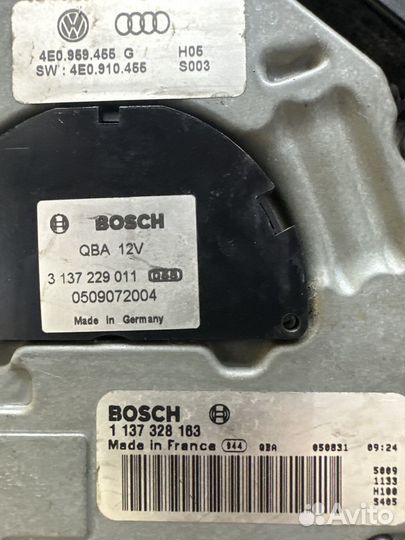 4E0.959.455 G / H05
SW : 4E0.910.455 S003
BOSCH
QBA 12V
3 137 229 011
0509072004
Made in Germany
BOSCH
1 137 328 163
Made in France 944 QBA 050831 09:24
5009
1133
H100
5405
Avito